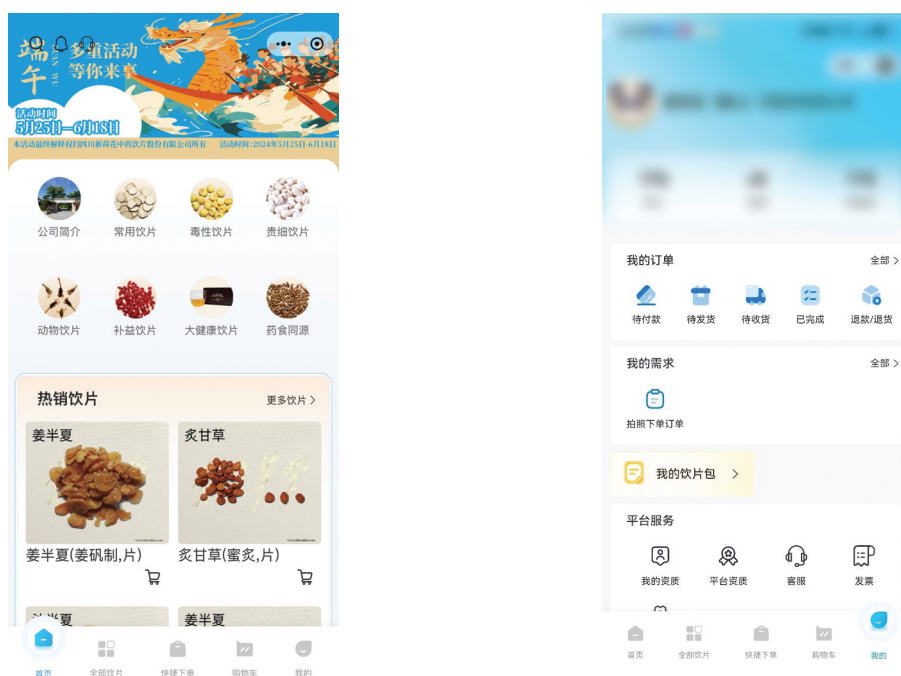 端午
AN WU
多重活动
等你来享
活动时间
5月25日—6月18日
本活动最终解释权归四川新荷花中药饮片股份有限公司所有 活动时间:2024年5月25日-6月18日
公司简介 常用饮片 毒性饮片 贵细饮片
动物饮片 补益饮片 大健康饮片 药食同源
热销饮片 更多饮片 >
姜半夏 炙甘草
姜半夏(姜矾制,片) 炙甘草(蜜炙,片)
半夏 姜半夏
首页 全部饮片 快捷下单 购物车 我的
我的订单 全部 >
待付款 待发货 待收货 已完成 退款/退货
我的需求 全部 >
拍照下单订单
我的饮片包 >
平台服务
我的资质 平台资质 客服 发票
首页 全部饮片 快捷下单 购物车 我的